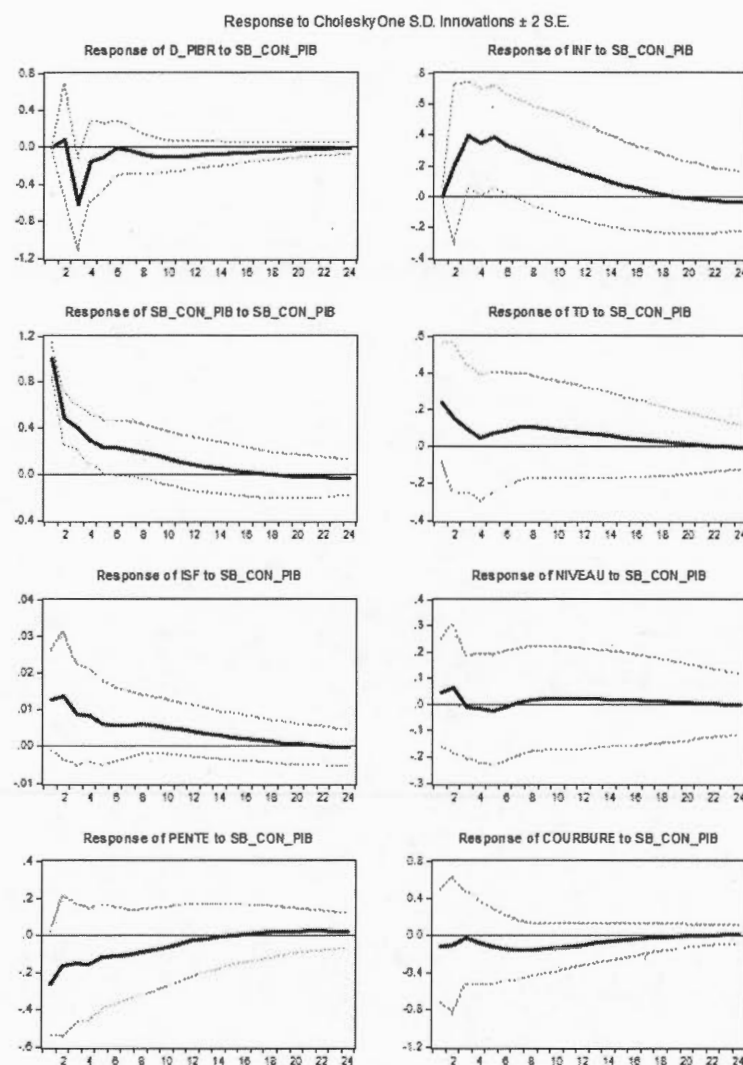 Response to Cholesky One S.D. Innovations ± 2 S.E.
Response of D_PIBR to SB_CON_PIB
0.8
0.4
0.0
-0.4
-0.8
-1.2
2 4 6 8 10 12 14 16 18 20 22 24
Response of INF to SB_CON_PIB
.8
.6
.4
.2
.0
-.2
-.4
2 4 6 8 10 12 14 16 18 20 22 24
Response of SB_CON_PIB to SB_CON_PIB
1.2
0.8
0.4
0.0
-0.4
2 4 6 8 10 12 14 16 18 20 22 24
Response of TD to SB_CON_PIB
.6
.4
.2
.0
-.2
-.4
2 4 6 8 10 12 14 16 18 20 22 24
Response of ISF to SB_CON_PIB
.04
.03
.02
.01
.00
-.01
2 4 6 8 10 12 14 16 18 20 22 24
Response of NIVEAU to SB_CON_PIB
.4
.3
.2
.1
.0
-.1
-.2
-.3
2 4 6 8 10 12 14 16 18 20 22 24
Response of PENTE to SB_CON_PIB
.4
.2
.0
-.2
-.4
-.6
2 4 6 8 10 12 14 16 18 20 22 24
Response of COURBURE to SB_CON_PIB
0.8
0.4
0.0
-0.4
-0.8
-1.2
2 4 6 8 10 12 14 16 18 20 22 24